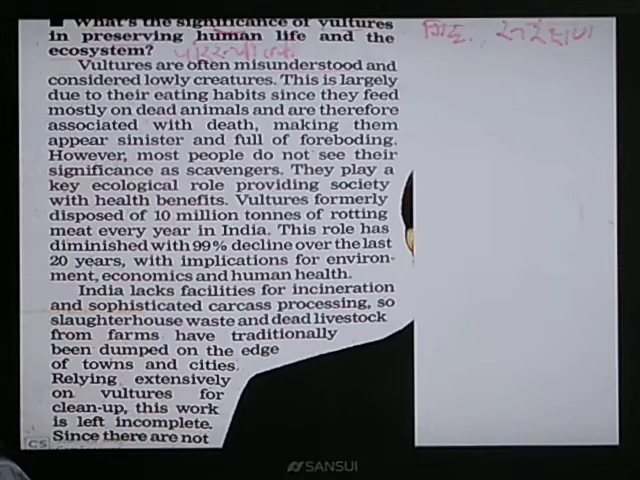 What's the significance of vultures
in preserving human life and the
ecosystem?
गिद्ध, संरक्षण
Vultures are often misunderstood and
considered lowly creatures. This is largely
due to their eating habits since they feed
mostly on dead animals and are therefore
associated with death, making them
appear sinister and full of foreboding.
However, most people do not see their
significance as scavengers. They play a
key ecological role providing society
with health benefits. Vultures formerly
disposed of 10 million tonnes of rotting
meat every year in India. This role has
diminished with 99% decline over the last
20 years, with implications for environ-
ment, economics and human health.
India lacks facilities for incineration
and sophisticated carcass processing, so
slaughterhouse waste and dead livestock
from farms have traditionally
been dumped on the edge
of towns and cities.
Relying extensively
on vultures for
clean-up, this work
is left incomplete.
Since there are not
CS
SANSUI